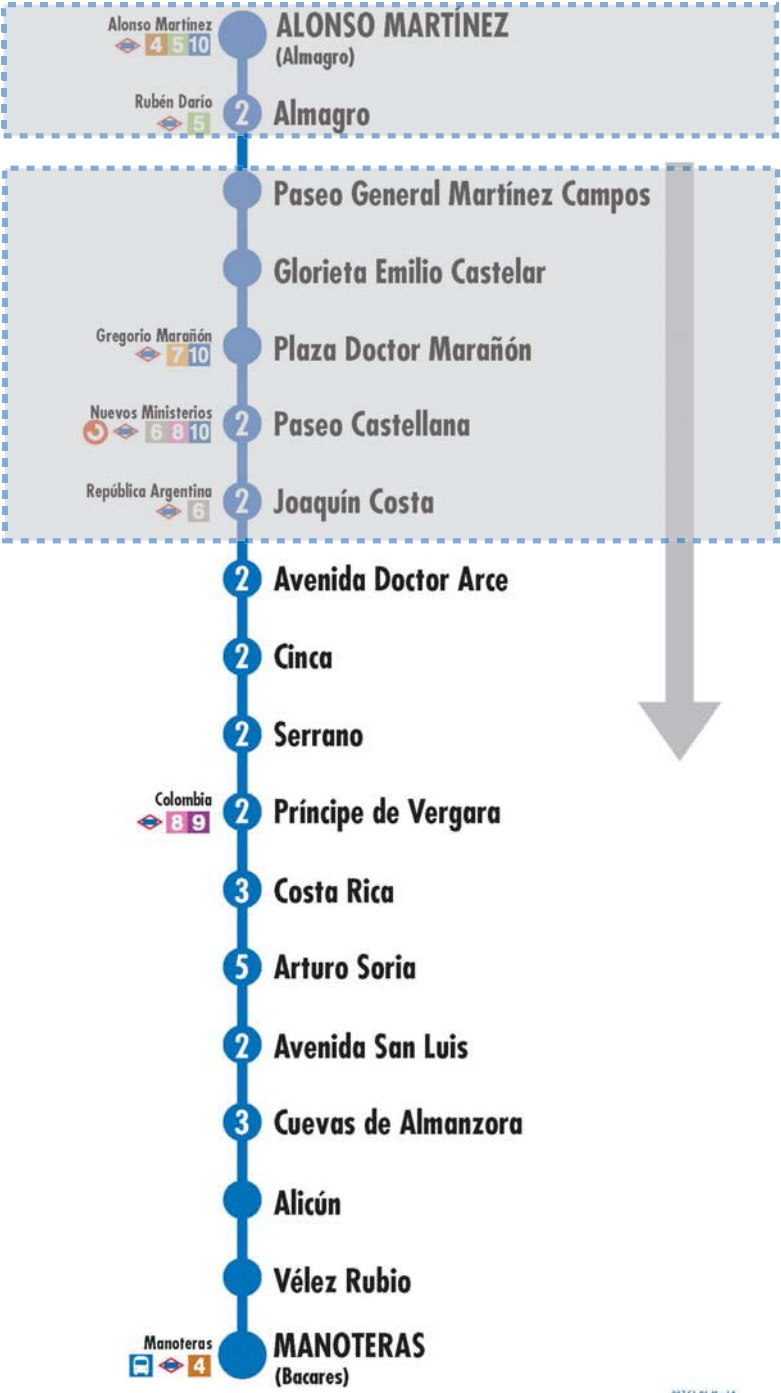 Alonso Martínez
4 5 10
ALONSO MARTÍNEZ
(Almagro)
Rubén Darío
5
2 Almagro
Paseo General Martínez Campos
Glorieta Emilio Castelar
Gregorio Marañón
7 10
Plaza Doctor Marañón
Nuevos Ministerios
6 8 10
2 Paseo Castellana
República Argentina
6
2 Joaquín Costa
2 Avenida Doctor Arce
2 Cinca
2 Serrano
Colombia
8 9
2 Príncipe de Vergara
3 Costa Rica
5 Arturo Soria
2 Avenida San Luis
3 Cuevas de Almanzora
Alicún
Vélez Rubio
Manoteras
4
MANOTERAS
(Bacares)